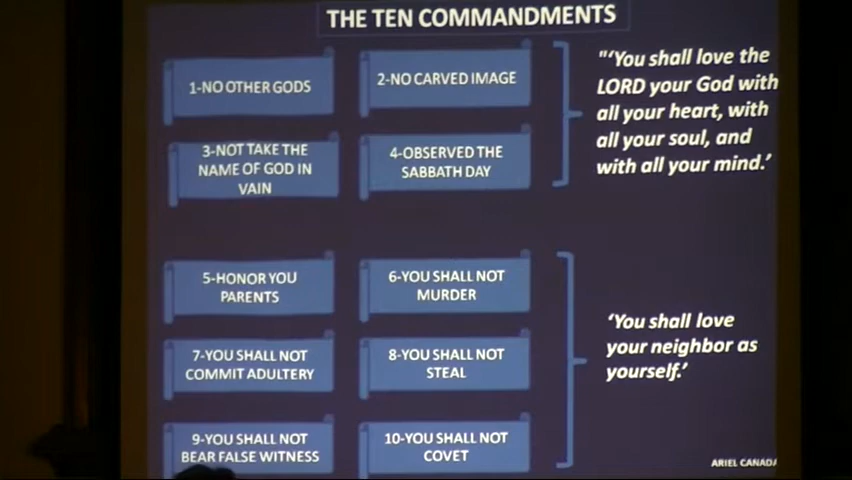 THE TEN COMMANDMENTS
1-NO OTHER GODS
2-NO CARVED IMAGE
3-NOT TAKE THE
NAME OF GOD IN
VAIN
4-OBSERVED THE
SABBATH DAY
"'You shall love the
LORD your God with
all your heart, with
all your soul, and
with all your mind.'
5-HONOR YOU
PARENTS
6-YOU SHALL NOT
MURDER
7-YOU SHALL NOT
COMMIT ADULTERY
8-YOU SHALL NOT
STEAL
9-YOU SHALL NOT
BEAR FALSE WITNESS
10-YOU SHALL NOT
COVET
'You shall love
your neighbor as
yourself.'
ARIEL CANADA